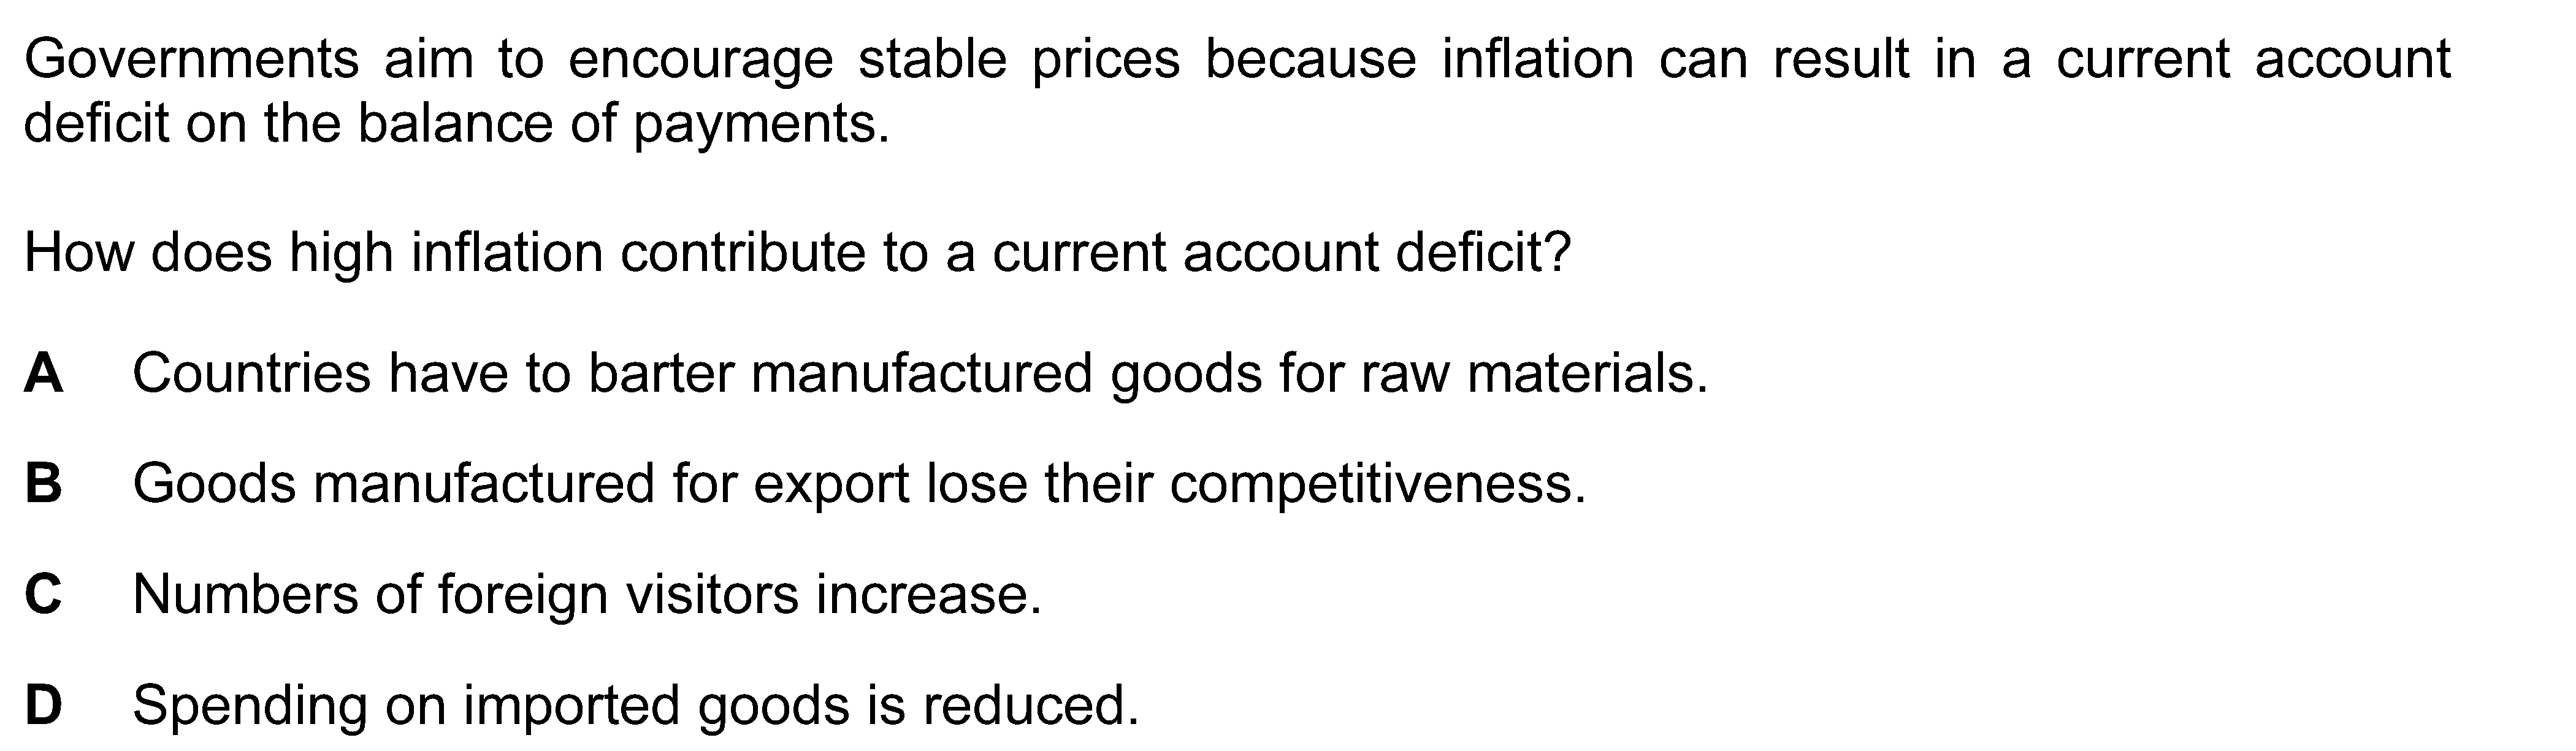 Governments aim to encourage stable prices because inflation can result in a current account
deficit on the balance of payments.
How does high inflation contribute to a current account deficit?
A Countries have to barter manufactured goods for raw materials.
B Goods manufactured for export lose their competitiveness.
C Numbers of foreign visitors increase.
D Spending on imported goods is reduced.